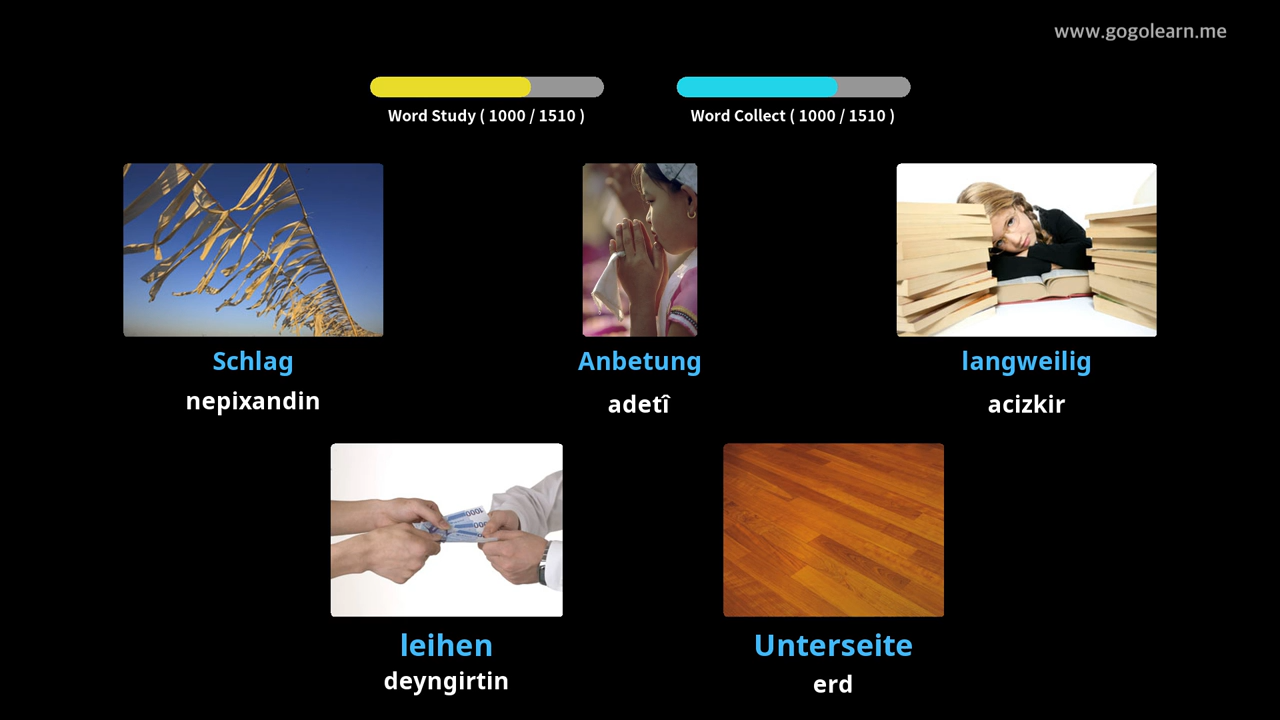 www.gogolearn.me
Word Study ( 1000 / 1510 )
Word Collect ( 1000 / 1510 )
Schlag
Anbetung
langweilig
nepixandin
adetî
acizkir
leihen
Unterseite
deyngirtin
erd